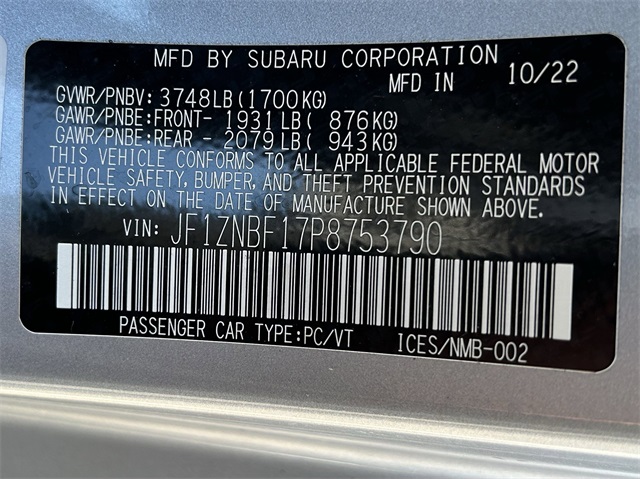 MFD BY SUBARU CORPORATION
MFD IN 10/22
GVWR/PNBV: 3748LB(1700KG)
GAWR/PNBE:FRONT- 1931LB( 876KG)
GAWR/PNBE:REAR - 2079LB( 943KG)
THIS VEHICLE CONFORMS TO ALL APPLICABLE FEDERAL MOTOR
VEHICLE SAFETY, BUMPER, AND THEFT PREVENTION STANDARDS
IN EFFECT ON THE DATE OF MANUFACTURE SHOWN ABOVE.
VIN: JF1ZNBF17P8753790
PASSENGER CAR TYPE:PC/VT ICES/NMB-002